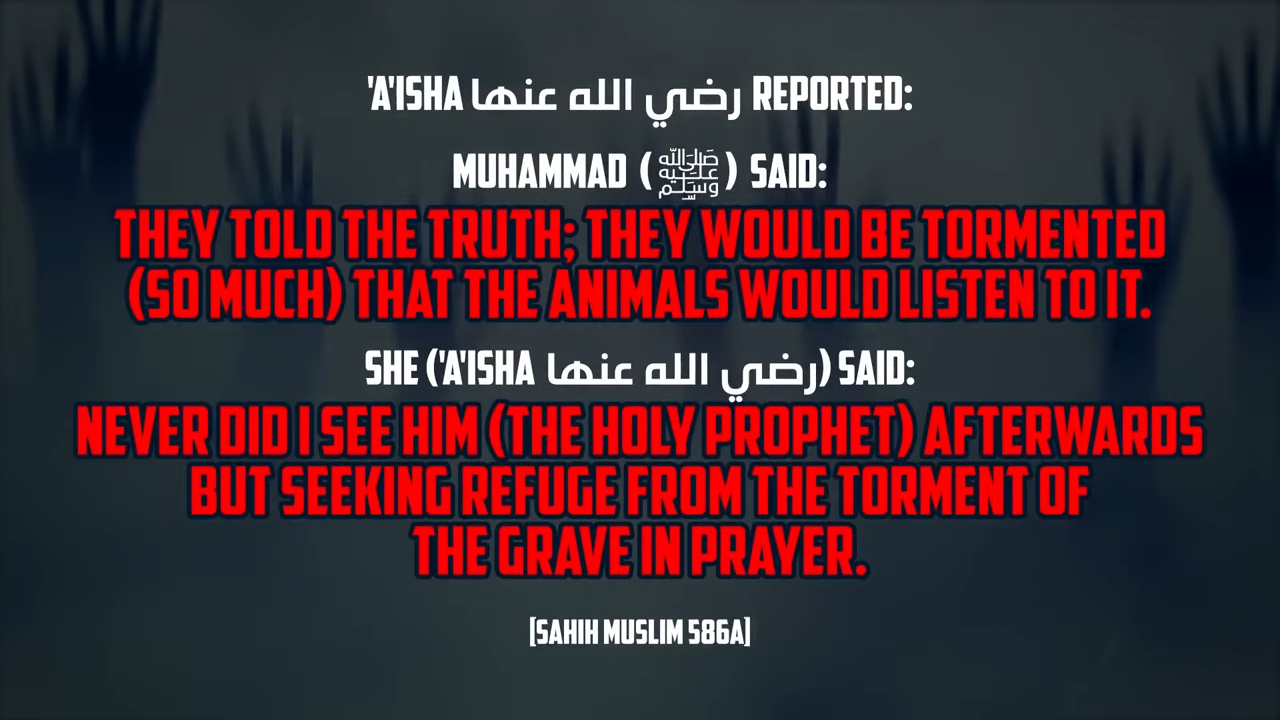 'A'ISHA رضي الله عنها REPORTED:
MUHAMMAD (ﷺ) SAID:
THEY TOLD THE TRUTH; THEY WOULD BE TORMENTED
(SO MUCH) THAT THE ANIMALS WOULD LISTEN TO IT.
SHE ('A'ISHA رضي الله عنها) SAID:
NEVER DID I SEE HIM (THE HOLY PROPHET) AFTERWARDS
BUT SEEKING REFUGE FROM THE TORMENT OF
THE GRAVE IN PRAYER.
[SAHIH MUSLIM 586A]